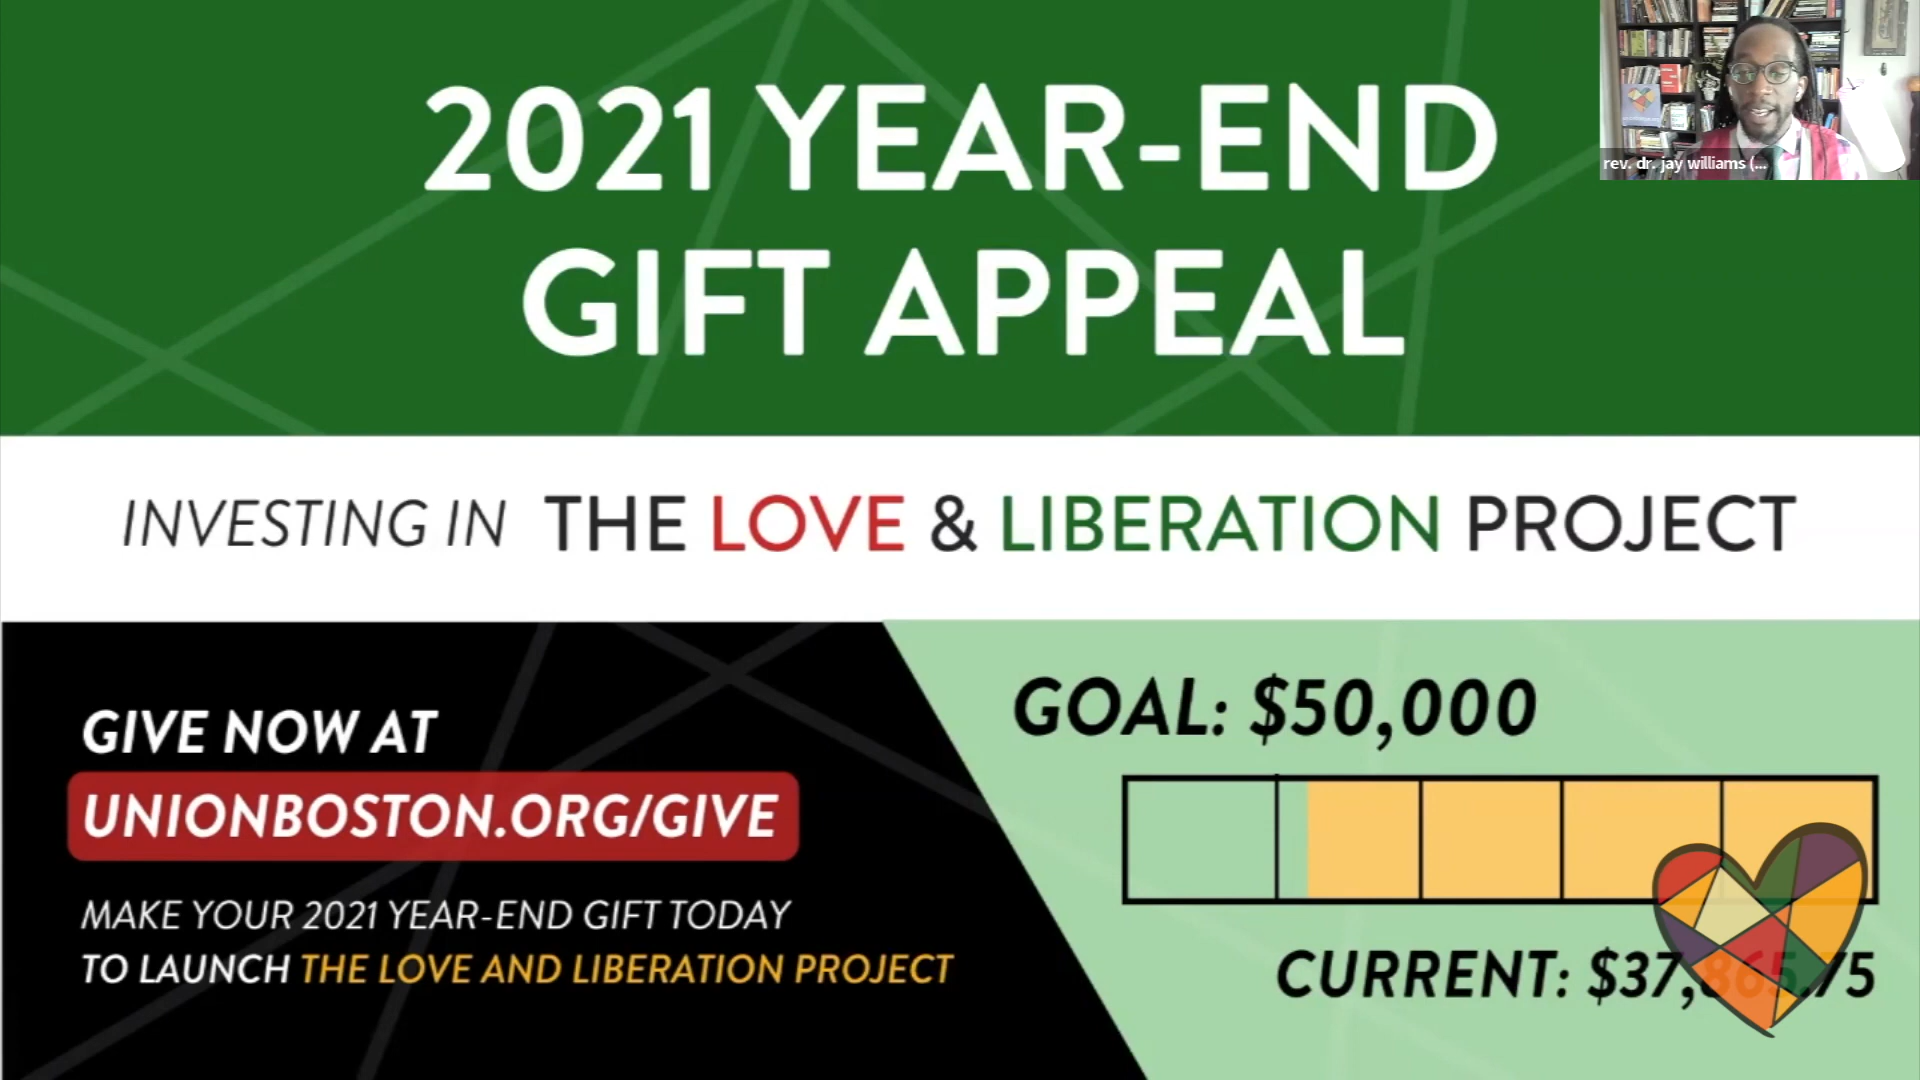 2021 YEAR-END
GIFT APPEAL
rev. dr. jay williams (...
INVESTING IN THE LOVE & LIBERATION PROJECT
GIVE NOW AT
UNIONBOSTON.ORG/GIVE
MAKE YOUR 2021 YEAR-END GIFT TODAY
TO LAUNCH THE LOVE AND LIBERATION PROJECT
GOAL: $50,000
CURRENT: $37,865.75